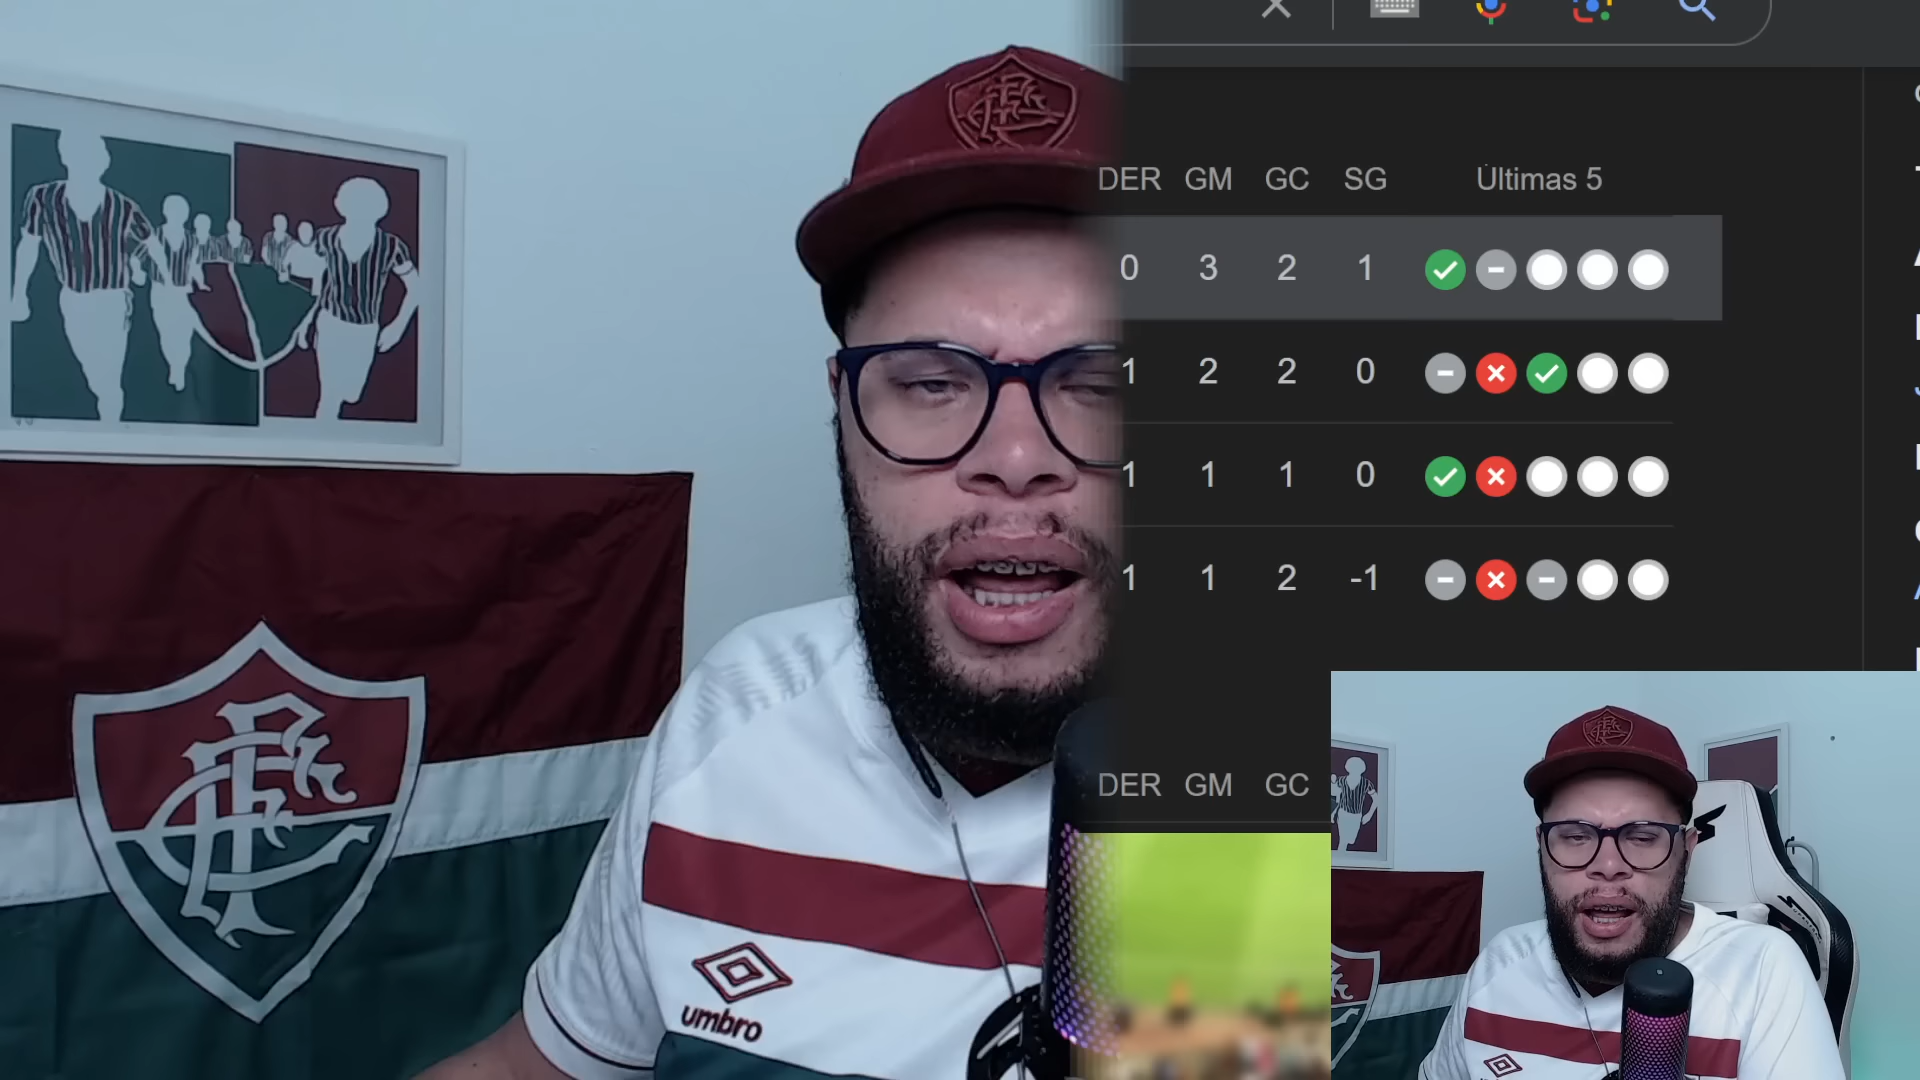 DER GM GC SG Últimas 5
0 3 2 1
1 2 2 0
1 1 1 0
1 1 2 -1
DER GM GC
umbro